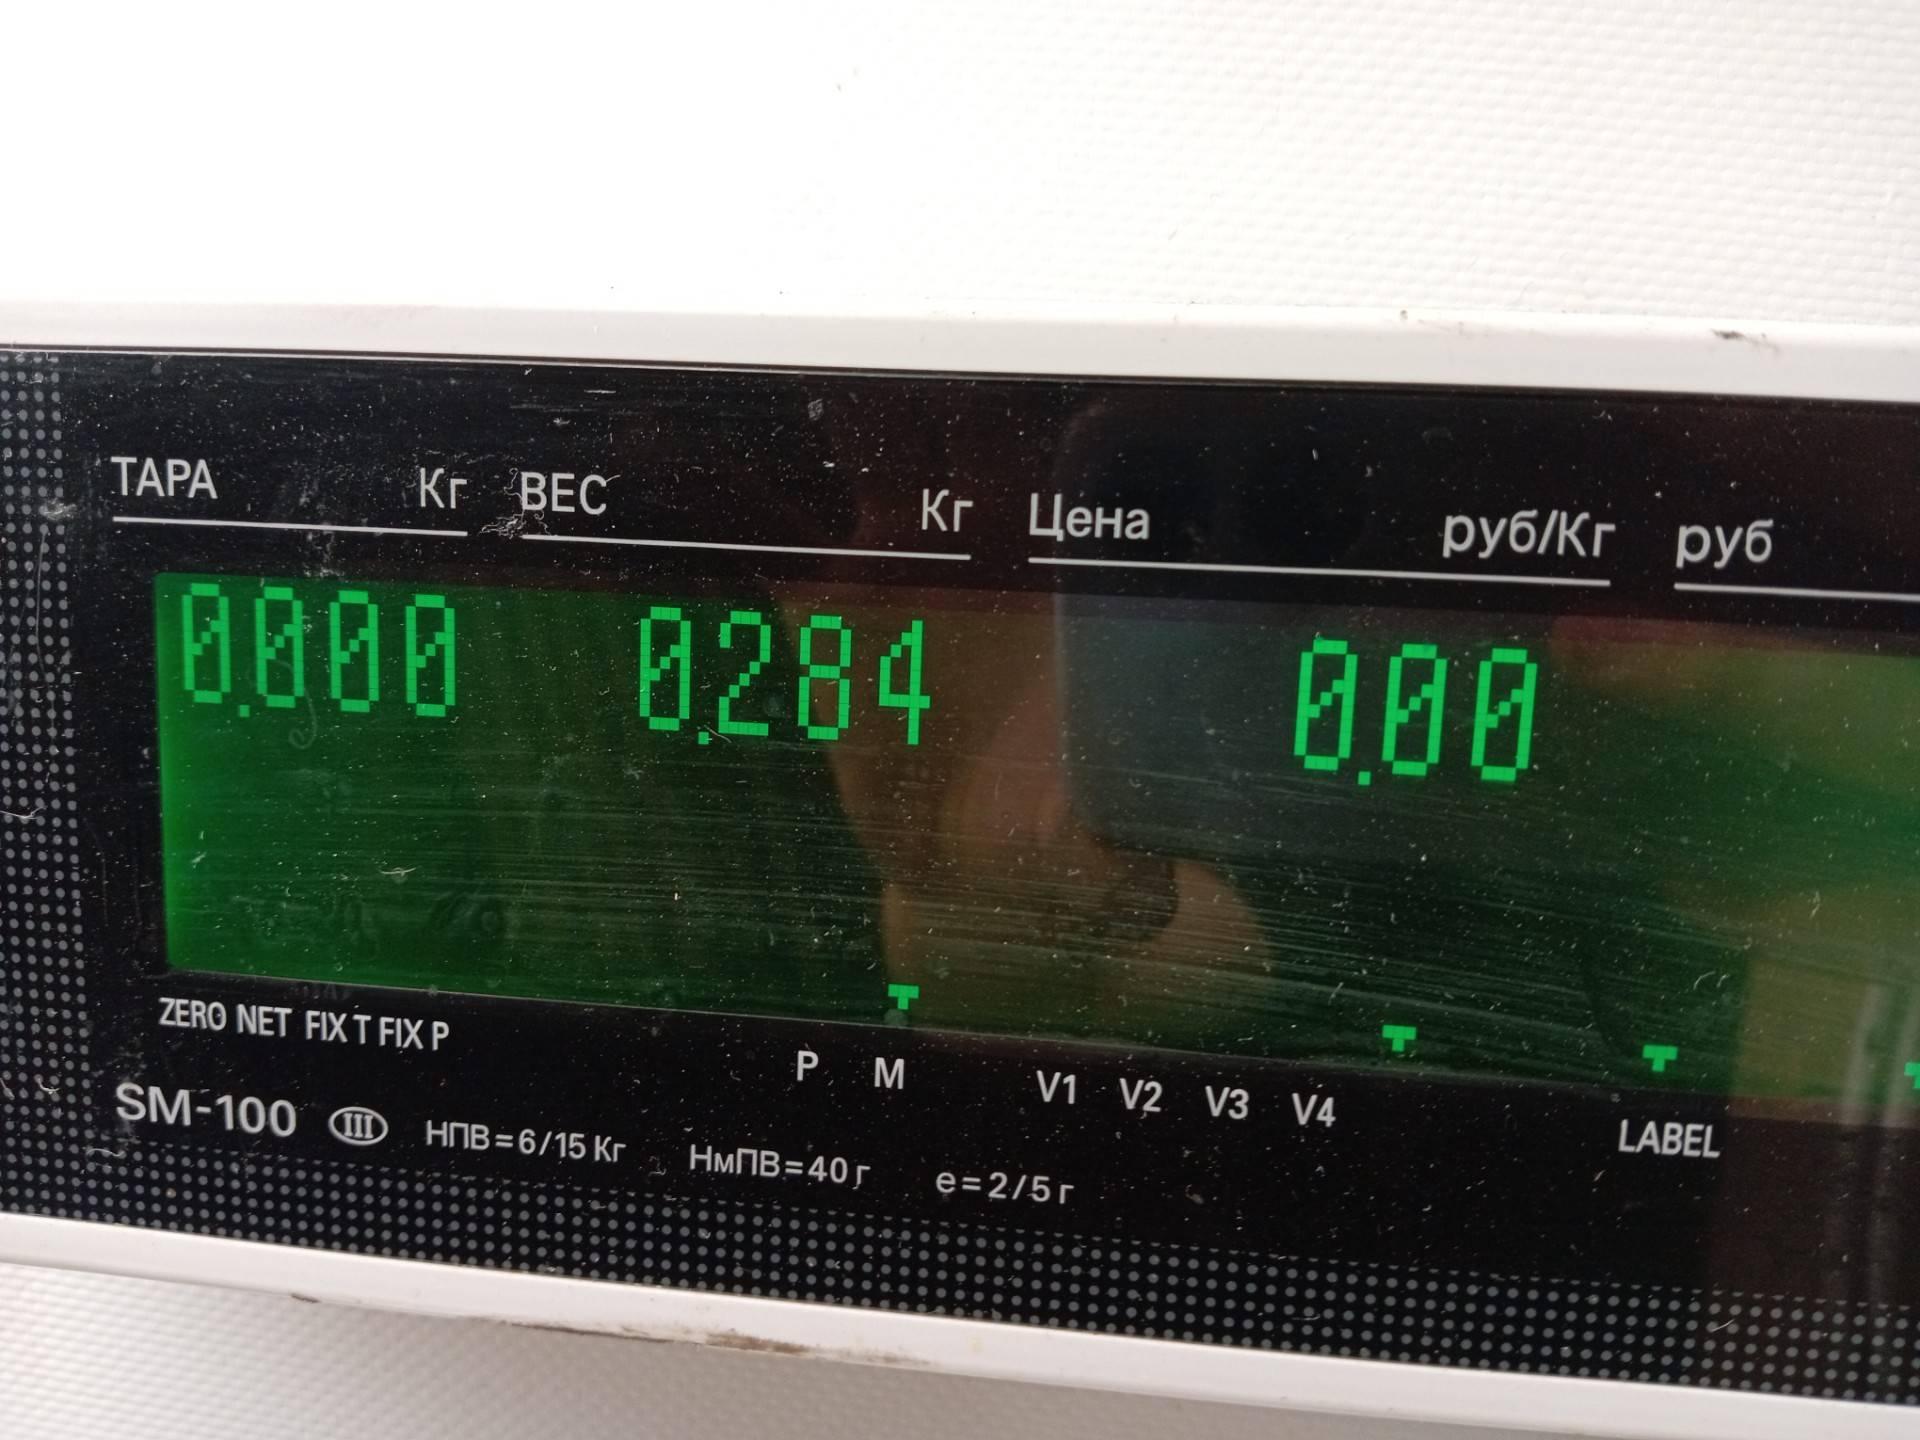 ТАРА Кг ВЕС Кг Цена руб/Кг руб
0.000 0.284 0.00
ZERO NET FIX T FIX P P M V1 V2 V3 V4 LABEL
SM-100 III НПВ=6/15 Кг НмПВ=40 г e=2/5 г